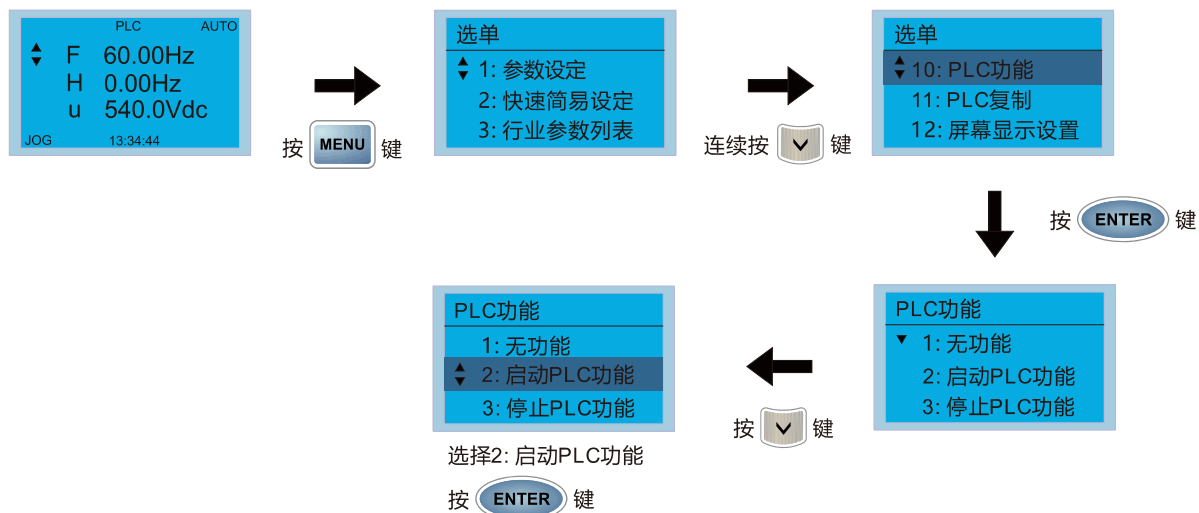 PLC AUTO
F 60.00Hz
H 0.00Hz
u 540.0Vdc
JOG 13:34:44
按 MENU 键
选单
1: 参数设定
2: 快速简易设定
3: 行业参数列表
连续按 键
选单
10: PLC功能
11: PLC复制
12: 屏幕显示设置
按 ENTER 键
PLC功能
1: 无功能
2: 启动PLC功能
3: 停止PLC功能
按 键
PLC功能
1: 无功能
2: 启动PLC功能
3: 停止PLC功能
选择2: 启动PLC功能
按 ENTER 键